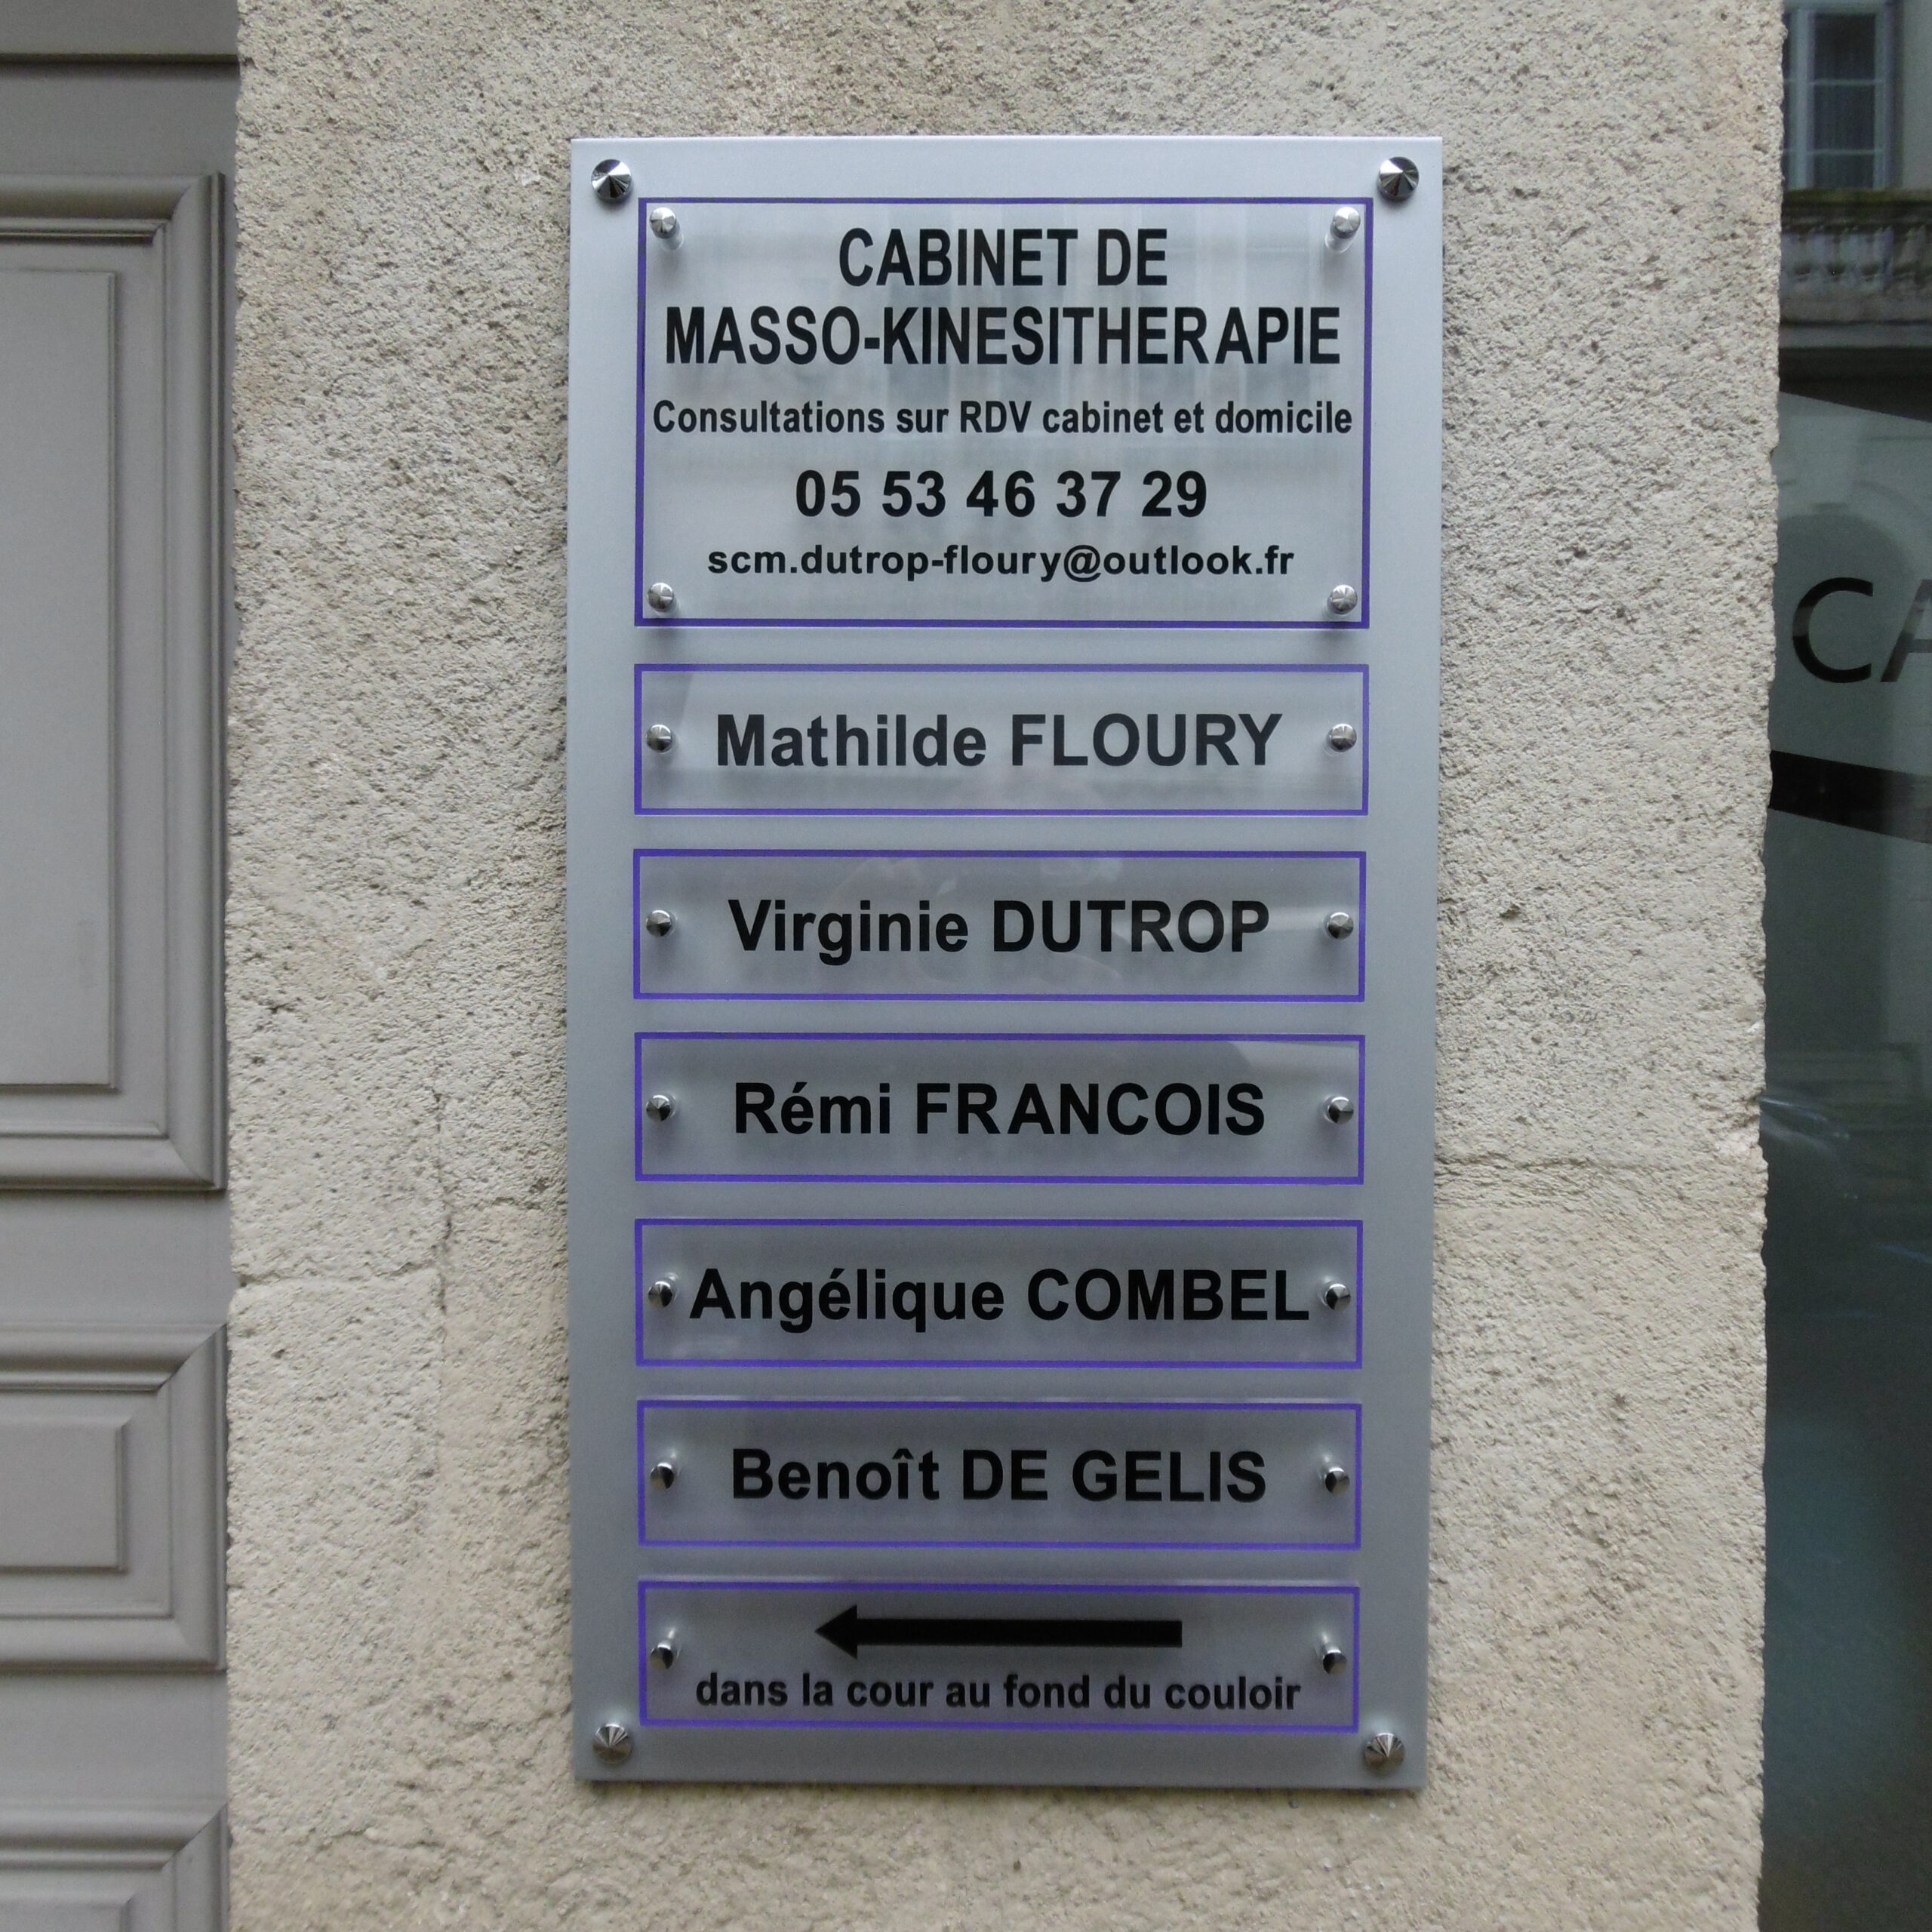 CABINET DE
MASSO-KINESITHERAPIE
Consultations sur RDV cabinet et domicile
05 53 46 37 29
scm.dutrop-floury@outlook.fr
Mathilde FLOURY
Virginie DUTROP
Rémi FRANCOIS
Angélique COMBEL
Benoît DE GELIS
dans la cour au fond du couloir